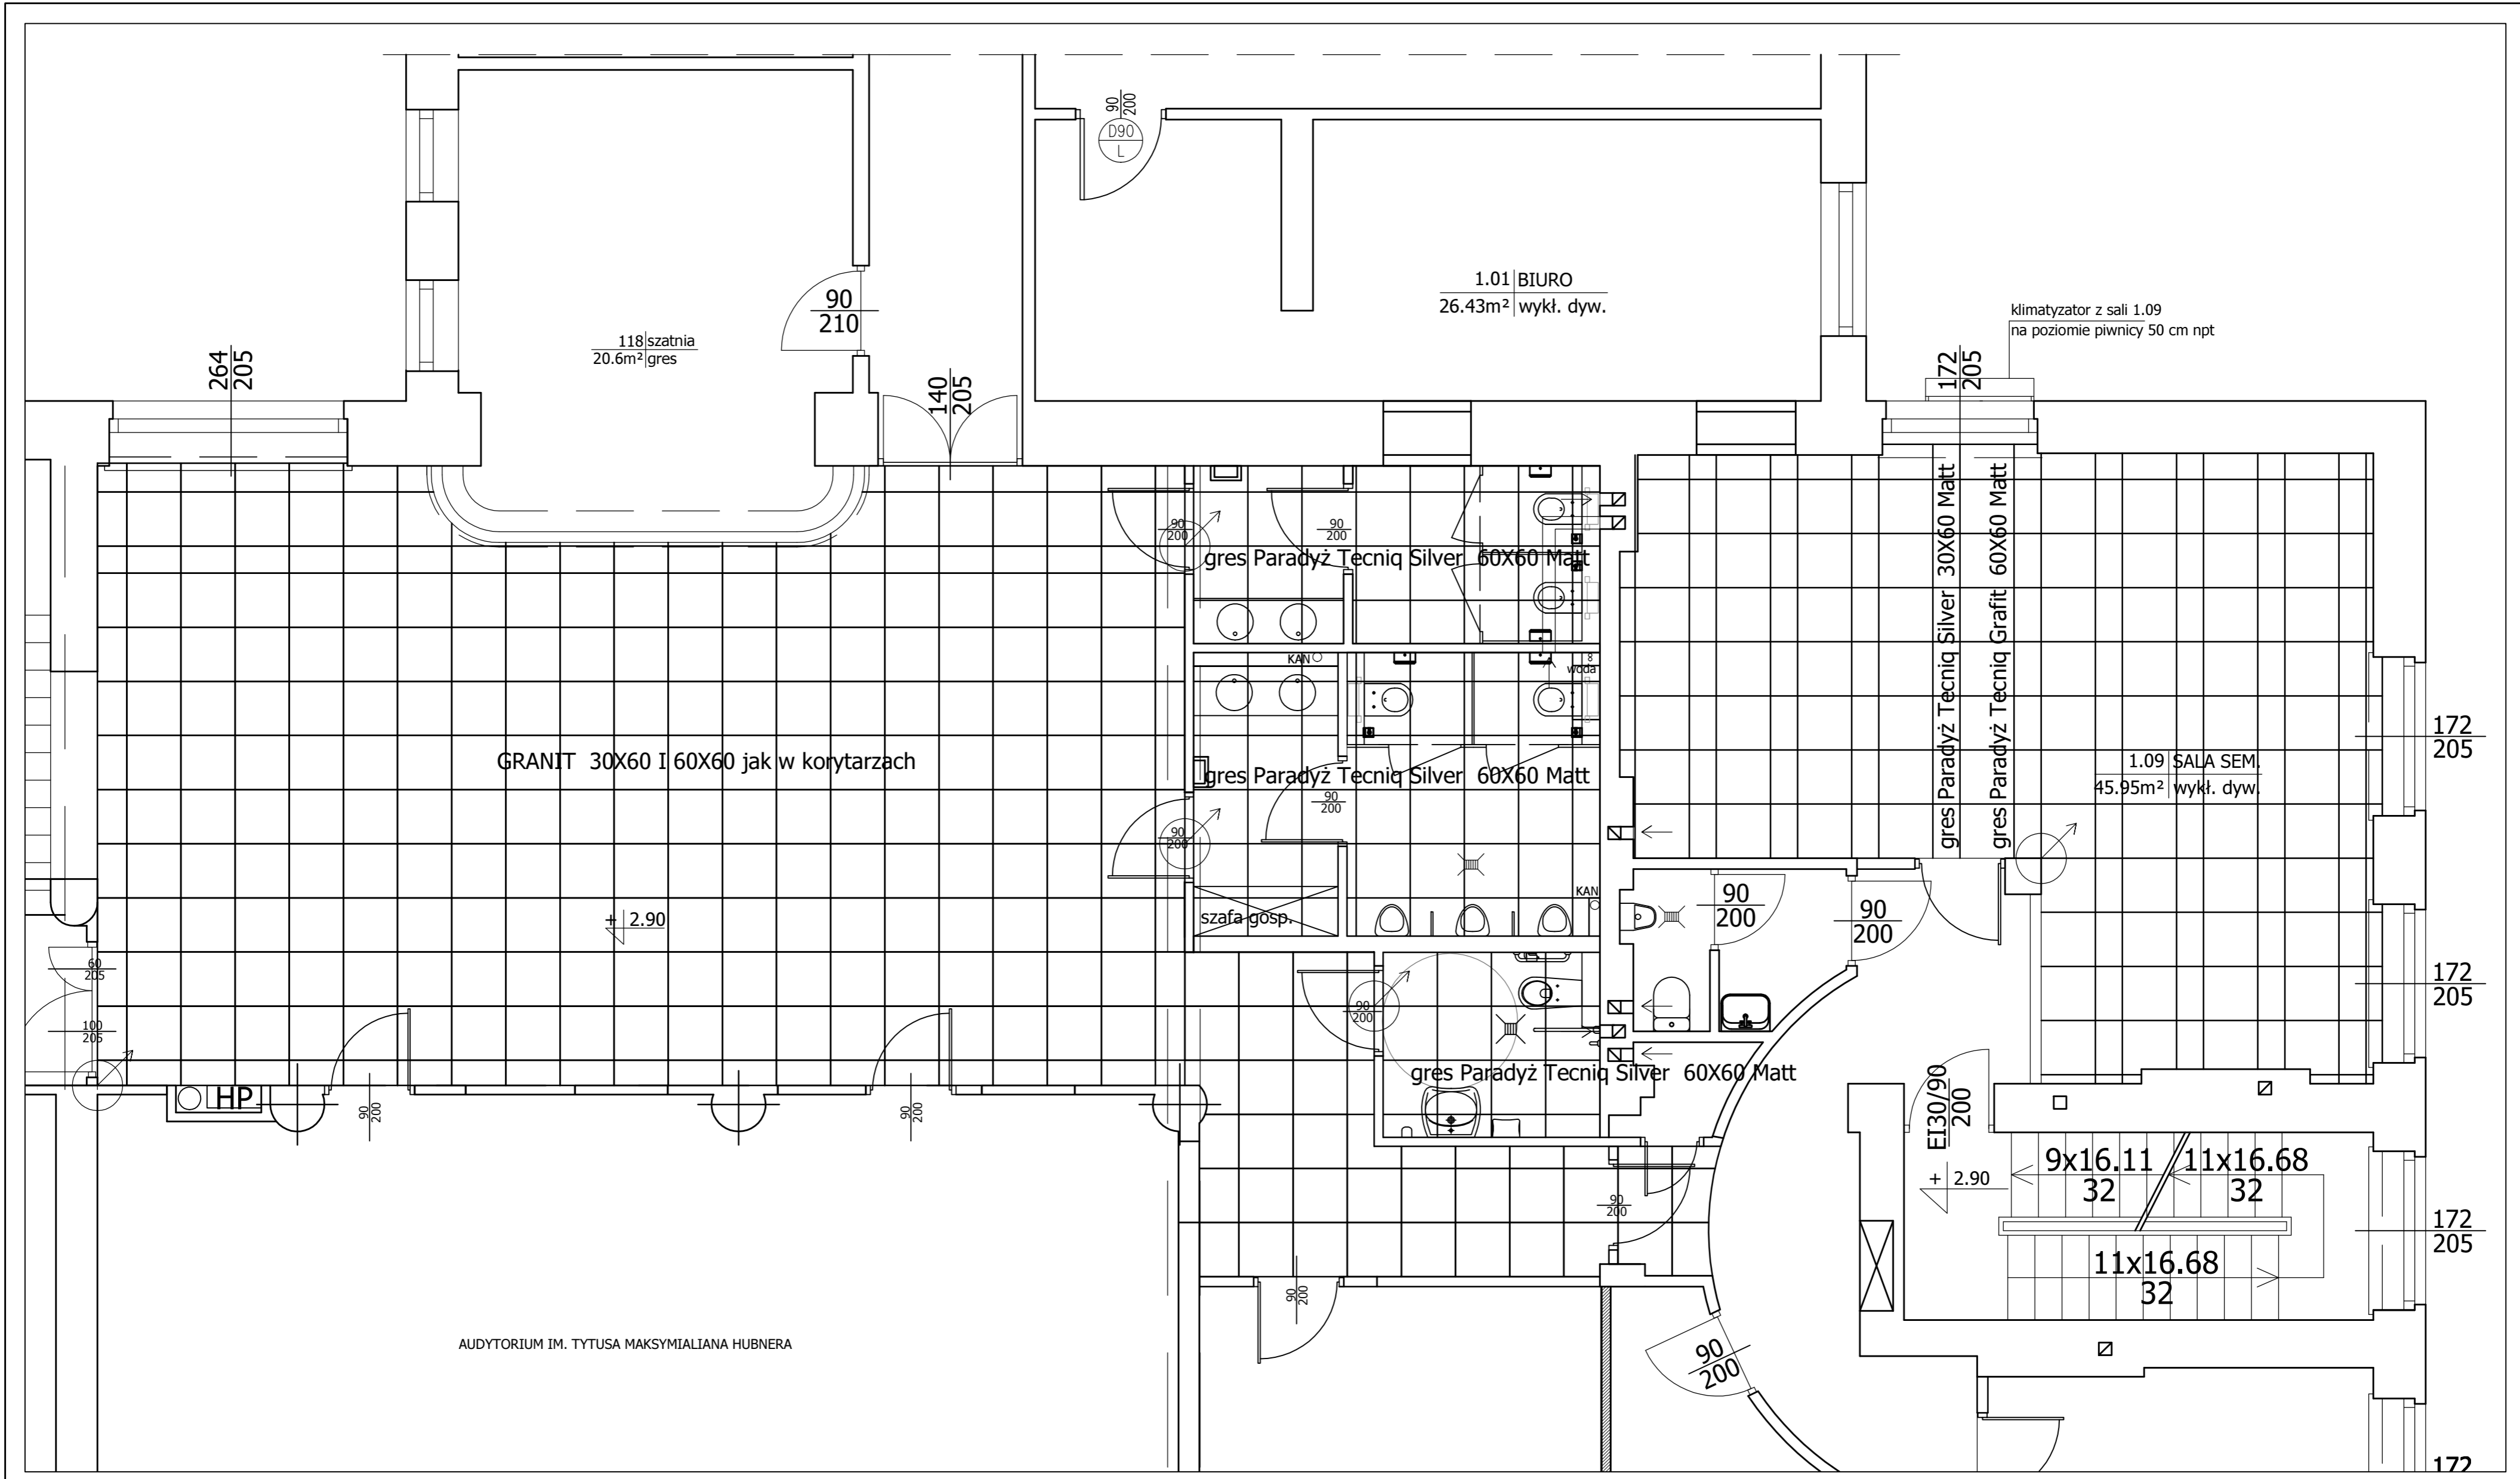 90
200
D90
L
1.01 BIURO
26.43m² wykł. dyw.
90
210
klimatyzator z sali 1.09
na poziomie piwnicy 50 cm npt
118 szatnia
20.6m² gres
264
205
140
205
172
205
90
200
90
200
gres Paradyż Tecniq Silver 60X60 Matt
gres Paradyż Tecniq Silver 30X60 Matt
gres Paradyż Tecniq Grafit 60X60 Matt
KAN
woda
172
205
GRANIT 30X60 I 60X60 jak w korytarzach
gres Paradyż Tecniq Silver 60X60 Matt
1.09 SALA SEM.
45.95m² wykł. dyw.
90
200
90
200
KAN
90
200
90
200
szafa gosp.
+ 2.90
60
205
172
205
100
205
90
200
gres Paradyż Tecniq Silver 60X60 Matt
HP
90
200
90
200
EI30/90
200
9x16.11
32
11x16.68
32
+ 2.90
90
200
172
205
11x16.68
32
90
200
AUDYTORIUM IM. TYTUSA MAKSYMIALIANA HUBNERA
90
200
172